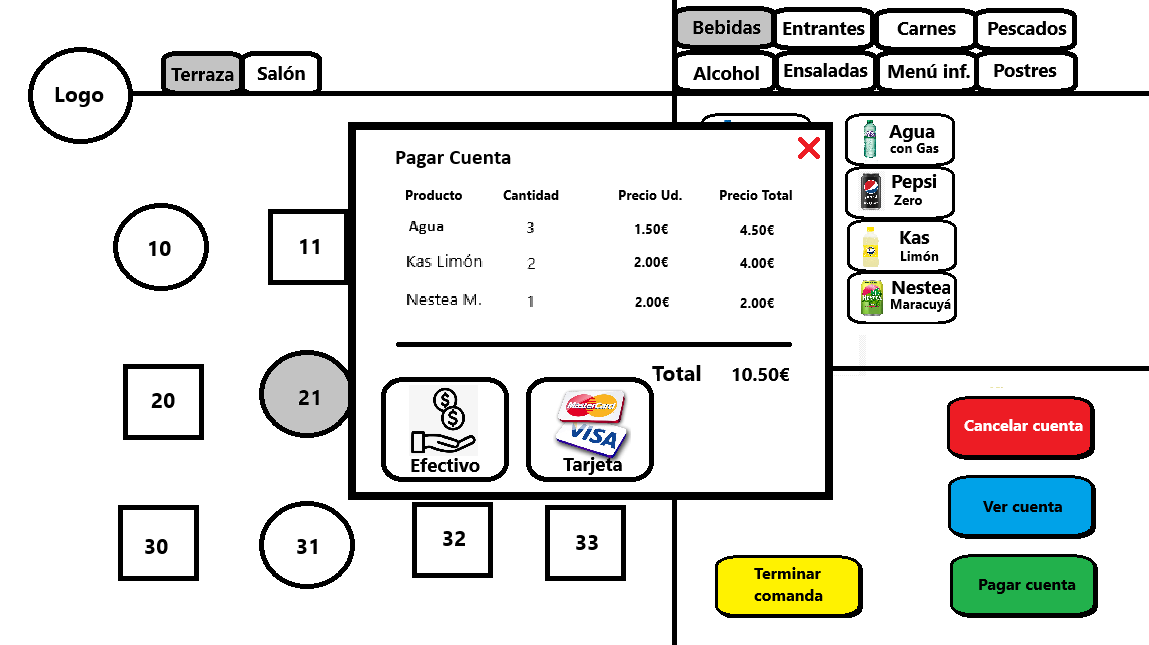 Logo
Terraza
Salón
Bebidas
Entrantes
Carnes
Pescados
Alcohol
Ensaladas
Menú inf.
Postres
Agua
con Gas
Pepsi
Zero
Kas
Limón
Nestea
Maracuyá
Pagar Cuenta
Producto Cantidad Precio Ud. Precio Total
Agua 3 1.50€ 4.50€
Kas Limón 2 2.00€ 4.00€
Nestea M. 1 2.00€ 2.00€
Total 10.50€
Efectivo
MasterCard
VISA
Tarjeta
10
11
20
21
30
31
32
33
Cancelar cuenta
Ver cuenta
Terminar
comanda
Pagar cuenta